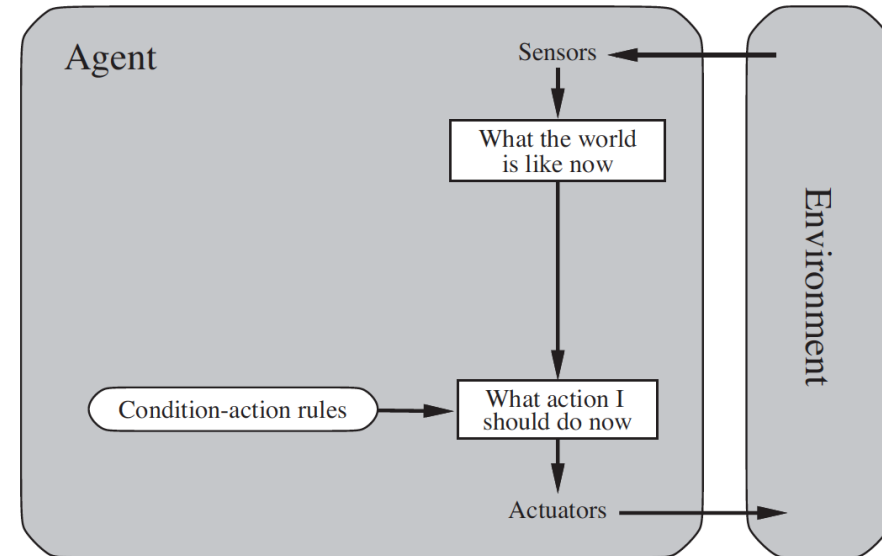 Agent
Sensors
What the world
is like now
Environment
Condition-action rules
What action I
should do now
Actuators